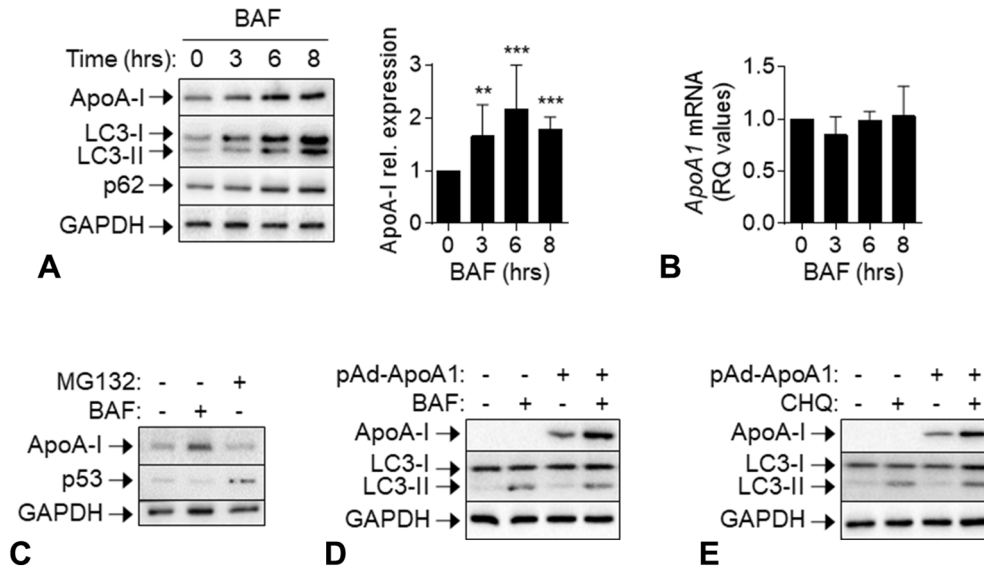 BAF
Time (hrs): 0 3 6 8
ApoA-I
LC3-I
LC3-II
p62
GAPDH
A
ApoA-I rel. expression
3
2
1
0
** *** ***
0 3 6 8
BAF (hrs)
B
ApoA1 mRNA
(RQ values)
1.5
1.0
0.5
0.0
0 3 6 8
BAF (hrs)
MG132: - - +
BAF: - + -
ApoA-I
p53
GAPDH
C
pAd-ApoA1: - - + +
BAF: - + - +
ApoA-I
LC3-I
LC3-II
GAPDH
D
pAd-ApoA1: - - + +
CHQ: - + - +
ApoA-I
LC3-I
LC3-II
GAPDH
E